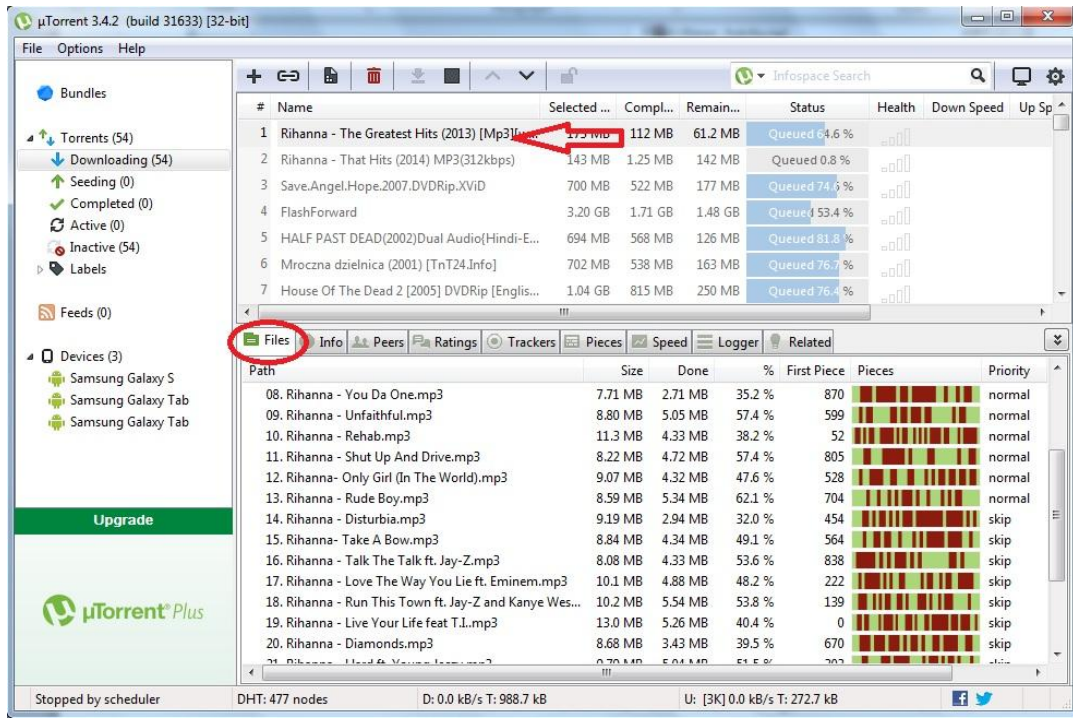 µTorrent 3.4.2 (build 31633) [32-bit]
File Options Help
Bundles
Torrents (54)
Downloading (54)
Seeding (0)
Completed (0)
Active (0)
Inactive (54)
Labels
Feeds (0)
Devices (3)
Samsung Galaxy S
Samsung Galaxy Tab
Samsung Galaxy Tab
Upgrade
µTorrent® Plus
Infospace Search
# Name Selected ... Compl... Remain... Status Health Down Speed Up Sp
1 Rihanna - The Greatest Hits (2013) [Mp3] 112 MB 61.2 MB Queued 64.6 %
2 Rihanna - That Hits (2014) MP3(312kbps) 143 MB 1.25 MB 142 MB Queued 0.8 %
3 Save.Angel.Hope.2007.DVDRip.XViD 700 MB 522 MB 177 MB Queued 74.6 %
4 FlashForward 3.20 GB 1.71 GB 1.48 GB Queued 53.4 %
5 HALF PAST DEAD(2002)Dual Audio{Hindi-E... 694 MB 568 MB 126 MB Queued 81.8 %
6 Mroczna dzielnica (2001) [TnT24.Info] 702 MB 538 MB 163 MB Queued 76.7 %
7 House Of The Dead 2 [2005] DVDRip [Englis... 1.04 GB 815 MB 250 MB Queued 76.4 %
Files Info Peers Ratings Trackers Pieces Speed Logger Related
Path Size Done % First Piece Pieces Priority
08. Rihanna - You Da One.mp3 7.71 MB 2.71 MB 35.2 % 870 normal
09. Rihanna - Unfaithful.mp3 8.80 MB 5.05 MB 57.4 % 599 normal
10. Rihanna - Rehab.mp3 11.3 MB 4.33 MB 38.2 % 52 normal
11. Rihanna - Shut Up And Drive.mp3 8.22 MB 4.72 MB 57.4 % 805 normal
12. Rihanna- Only Girl (In The World).mp3 9.07 MB 4.32 MB 47.6 % 528 normal
13. Rihanna - Rude Boy.mp3 8.59 MB 5.34 MB 62.1 % 704 normal
14. Rihanna - Disturbia.mp3 9.19 MB 2.94 MB 32.0 % 454 skip
15. Rihanna- Take A Bow.mp3 8.84 MB 4.34 MB 49.1 % 564 skip
16. Rihanna - Talk The Talk ft. Jay-Z.mp3 8.08 MB 4.33 MB 53.6 % 838 skip
17. Rihanna - Love The Way You Lie ft. Eminem.mp3 10.1 MB 4.88 MB 48.2 % 222 skip
18. Rihanna - Run This Town ft. Jay-Z and Kanye Wes... 10.2 MB 5.54 MB 53.8 % 139 skip
19. Rihanna - Live Your Life feat T.I..mp3 13.0 MB 5.26 MB 40.4 % 0 skip
20. Rihanna - Diamonds.mp3 8.68 MB 3.43 MB 39.5 % 670 skip
Stopped by scheduler DHT: 477 nodes D: 0.0 kB/s T: 988.7 kB U: [3K] 0.0 kB/s T: 272.7 kB